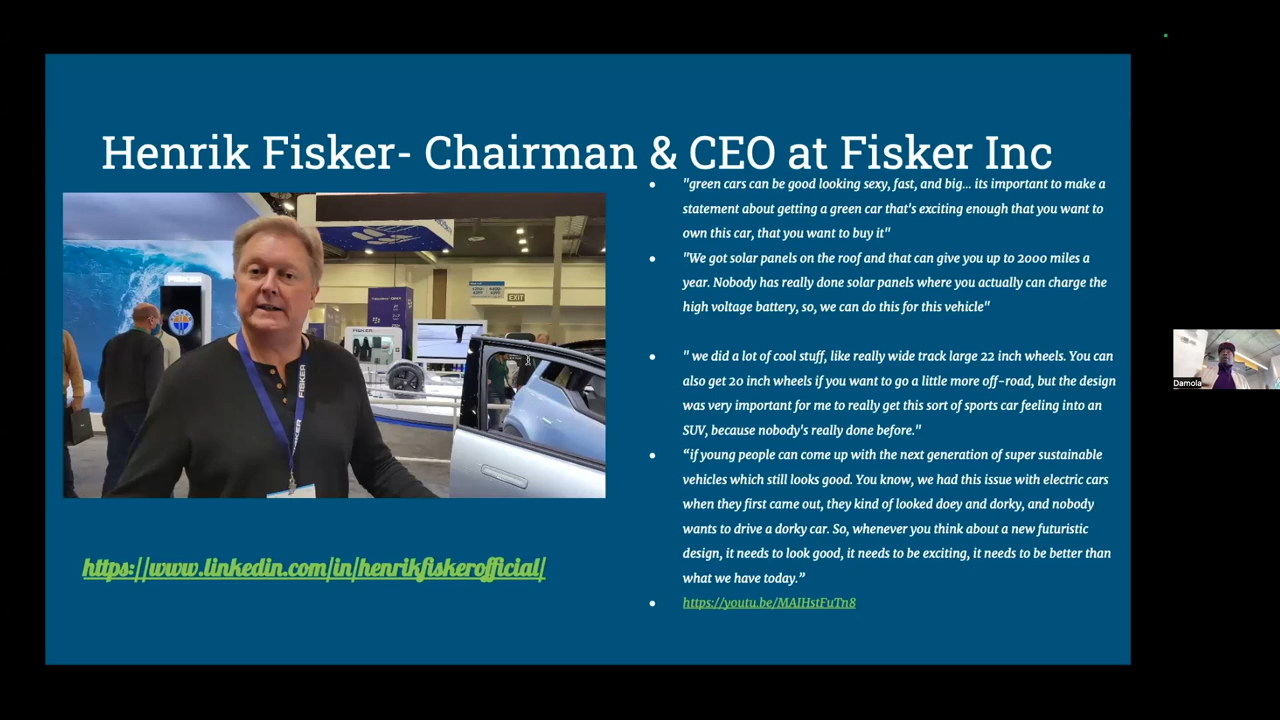 Henrik Fisker- Chairman & CEO at Fisker Inc
"green cars can be good looking sexy, fast, and big... its important to make a
statement about getting a green car that's exciting enough that you want to
own this car, that you want to buy it"
"We got solar panels on the roof and that can give you up to 2000 miles a
year. Nobody has really done solar panels where you actually can charge the
high voltage battery, so, we can do this for this vehicle"
" we did a lot of cool stuff, like really wide track large 22 inch wheels. You can
also get 20 inch wheels if you want to go a little more off-road, but the design
was very important for me to really get this sort of sports car feeling into an
SUV, because nobody's really done before."
“if young people can come up with the next generation of super sustainable
vehicles which still looks good. You know, we had this issue with electric cars
when they first came out, they kind of looked doey and dorky, and nobody
wants to drive a dorky car. So, whenever you think about a new futuristic
design, it needs to look good, it needs to be exciting, it needs to be better than
what we have today.”
https://youtu.be/MAIHstFuTn8
https://www.linkedin.com/in/henrikfiskerofficial/
FISKER
EXIT
FISKER
FISKER
Damola